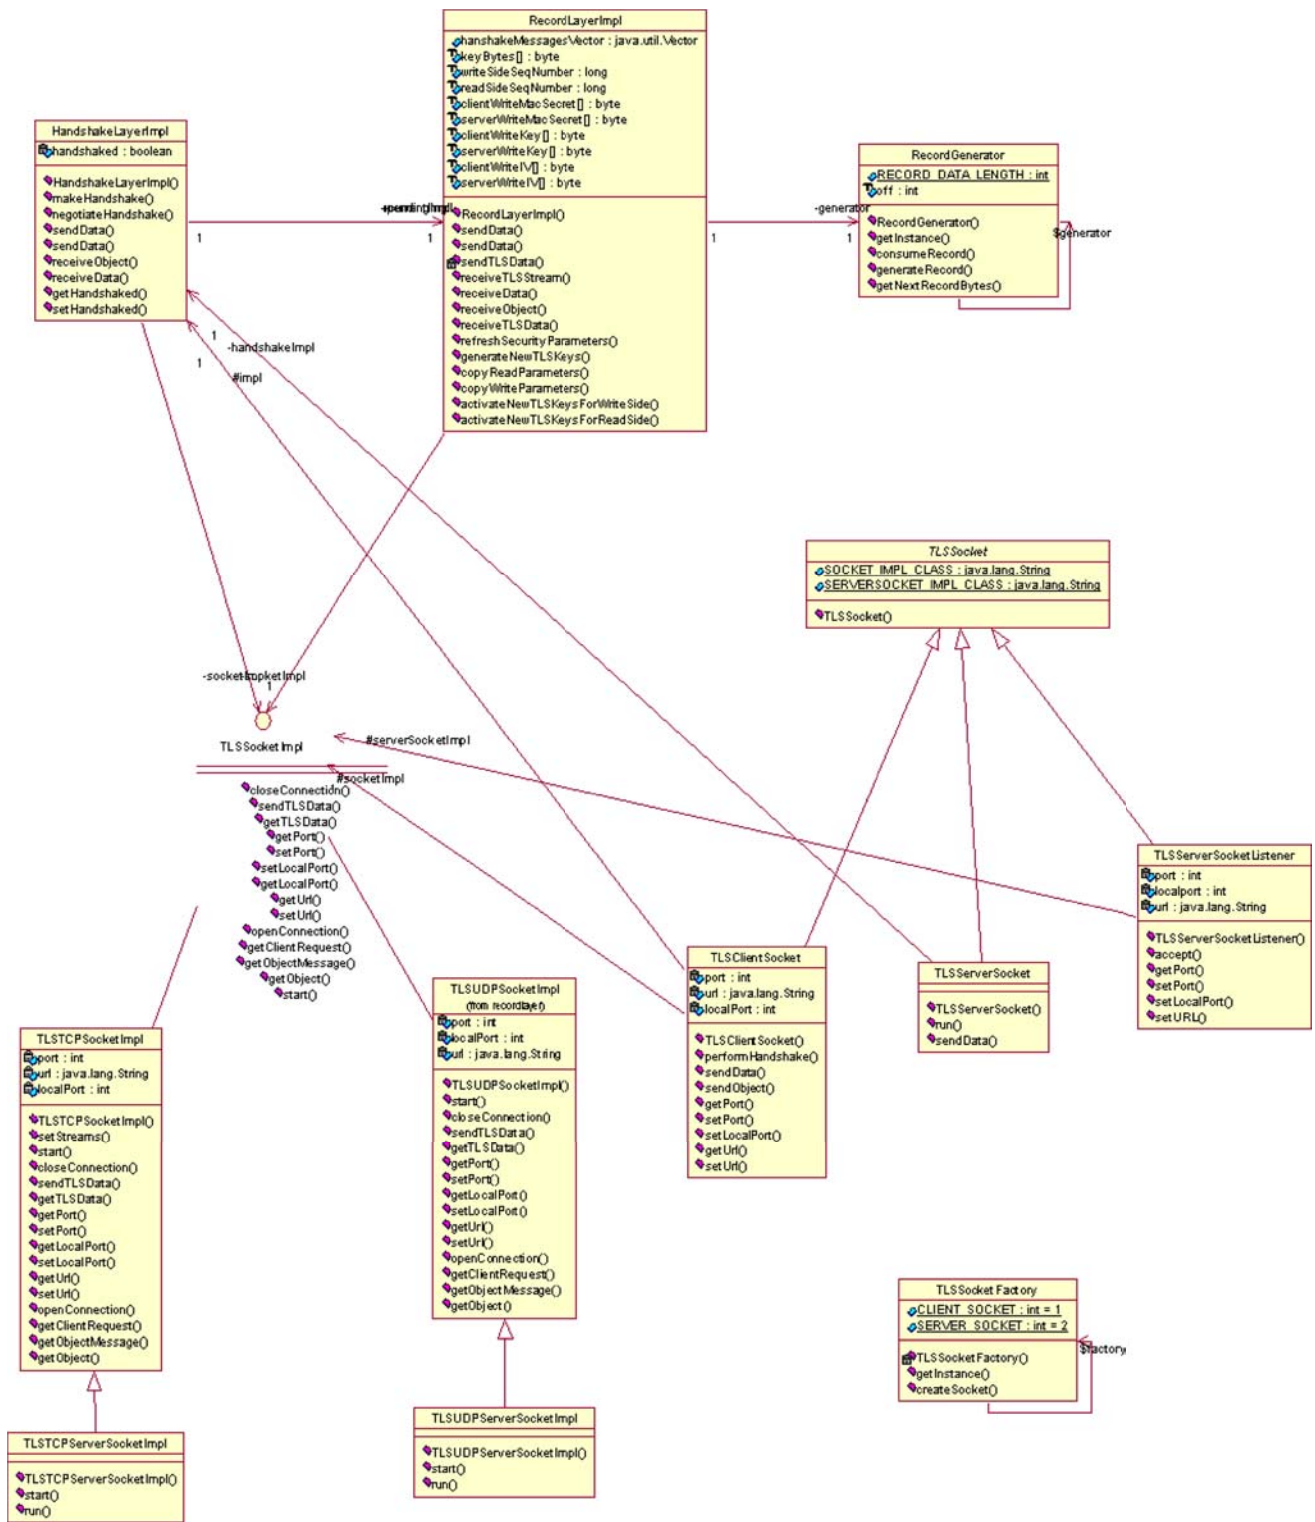 RecordLayerImpl
hanshakeMessagesVector : java.util.Vector
keyBytes[] : byte
writeSideSeqNumber : long
readSideSeqNumber : long
clientWriteMacSecret[] : byte
serverWriteMacSecret[] : byte
clientWriteKey[] : byte
serverWriteKey[] : byte
clientWriteIV[] : byte
serverWriteIV[] : byte
RecordLayerImpl()
sendData()
sendData()
sendTLSData()
receiveTLSStream()
receiveData()
receiveObject()
receiveTLSData()
refreshSecurityParameters()
generateNewTLSKeys()
copyReadParameters()
copyWriteParameters()
activateNewTLSKeysForWriteSide()
activateNewTLSKeysForReadSide()
HandshakeLayerImpl
handshaked : boolean
HandshakeLayerImpl()
makeHandshake()
negotiateHandshake()
sendData()
sendData()
receiveObject()
receiveData()
getHandshaked()
setHandshaked()
1
1
RecordGenerator
RECORD_DATA_LENGTH : int
off : int
RecordGenerator()
getInstance()
consumeRecord()
generateRecord()
getNextRecordBytes()
-generator
1
1
$generator
1
-handshakeImpl
1
#impl
TLSSocket
SOCKET_IMPL_CLASS : java.lang.String
SERVERSOCKET_IMPL_CLASS : java.lang.String
TLSSocket()
1
TLSSocketImpl
#serverSocketImpl
#socketImpl
closeConnection()
sendTLSData()
getTLSData()
getPort()
setPort()
setLocalPort()
getLocalPort()
getUrl()
setUrl()
openConnection()
getClientRequest()
getObjectMessage()
getObject()
start()
TLSServerSocketListener
port : int
localport : int
url : java.lang.String
TLSServerSocketListener()
accept()
getPort()
setPort()
setLocalPort()
setURL()
TLSClientSocket
port : int
url : java.lang.String
localPort : int
TLSClientSocket()
performHandshake()
sendData()
sendObject()
getPort()
setPort()
setLocalPort()
getUrl()
setUrl()
TLSServerSocket
TLSServerSocket()
run()
sendData()
TLSUDPSocketImpl
(from recordlayer)
port : int
localPort : int
url : java.lang.String
TLSUDPSocketImpl()
start()
closeConnection()
sendTLSData()
getTLSData()
getPort()
setPort()
getLocalPort()
setLocalPort()
getUrl()
setUrl()
openConnection()
getClientRequest()
getObjectMessage()
getObject()
TLSTCPSocketImpl
port : int
url : java.lang.String
localPort : int
TLSTCPSocketImpl()
setStreams()
start()
closeConnection()
sendTLSData()
getTLSData()
getPort()
setPort()
getLocalPort()
setLocalPort()
getUrl()
setUrl()
openConnection()
getClientRequest()
getObjectMessage()
getObject()
TLSSocketFactory
CLIENT_SOCKET : int = 1
SERVER_SOCKET : int = 2
TLSSocketFactory()
getInstance()
createSocket()
$factory
TLSUDPServerSocketImpl
TLSUDPServerSocketImpl()
start()
run()
TLSTCPServerSocketImpl
TLSTCPServerSocketImpl()
start()
run()